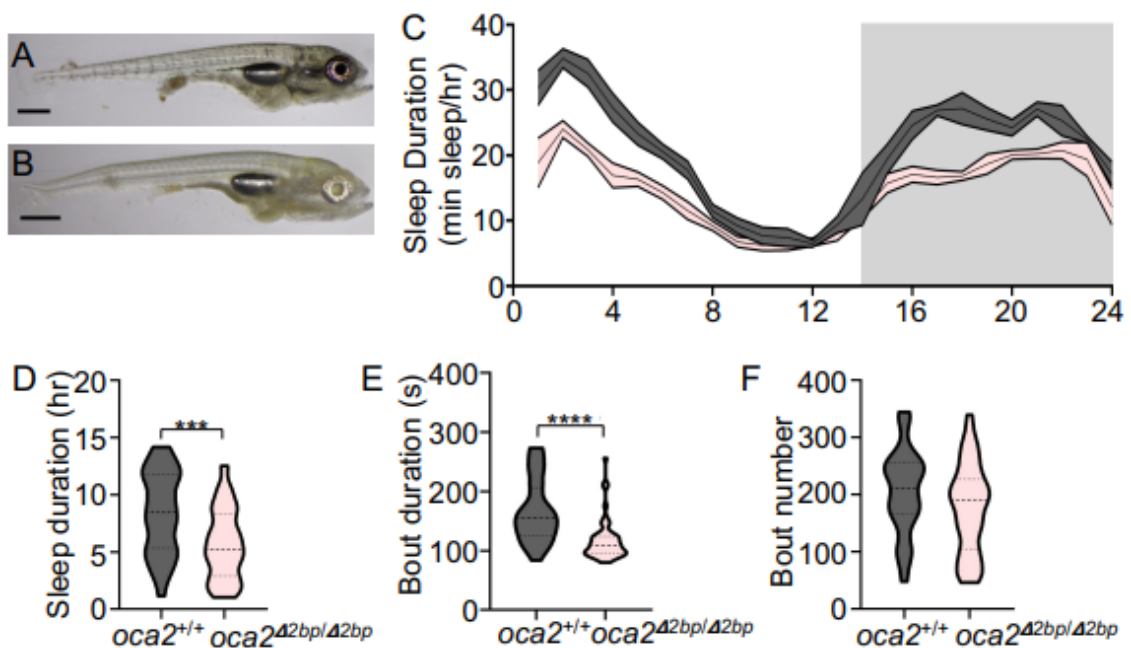 A
B
C
Sleep Duration
(min sleep/hr)
40
30
20
10
0
0 4 8 12 16 20 24
D
Sleep duration (hr)
20
15
10
5
0
***
oca2+/+ oca2Δ2bp/Δ2bp
E
Bout duration (s)
400
300
200
100
0
****
oca2+/+ oca2Δ2bp/Δ2bp
F
Bout number
400
300
200
100
0
oca2+/+ oca2Δ2bp/Δ2bp